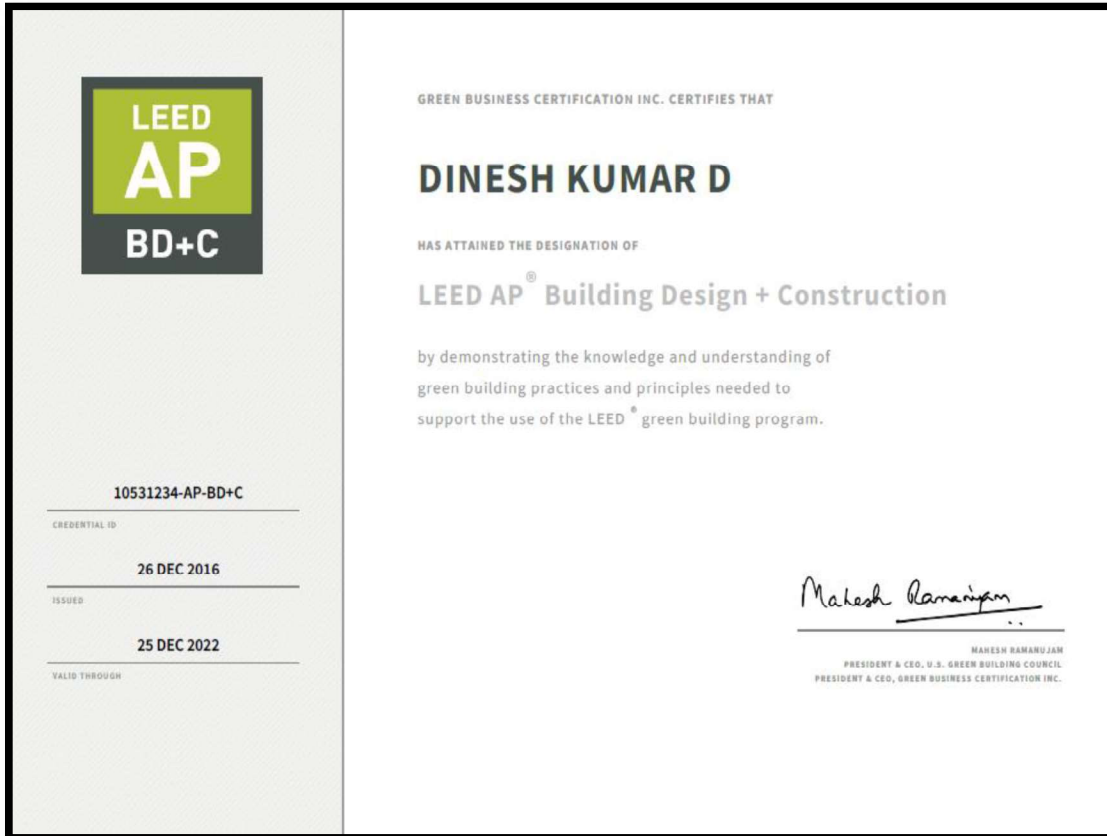 LEED
AP
BD+C
10531234-AP-BD+C
CREDENTIAL ID
26 DEC 2016
ISSUED
25 DEC 2022
VALID THROUGH
GREEN BUSINESS CERTIFICATION INC. CERTIFIES THAT
DINESH KUMAR D
HAS ATTAINED THE DESIGNATION OF
LEED AP® Building Design + Construction
by demonstrating the knowledge and understanding of
green building practices and principles needed to
support the use of the LEED ® green building program.
Mahesh Ramanujam
MAHESH RAMANUJAM
PRESIDENT & CEO, U.S. GREEN BUILDING COUNCIL
PRESIDENT & CEO, GREEN BUSINESS CERTIFICATION INC.